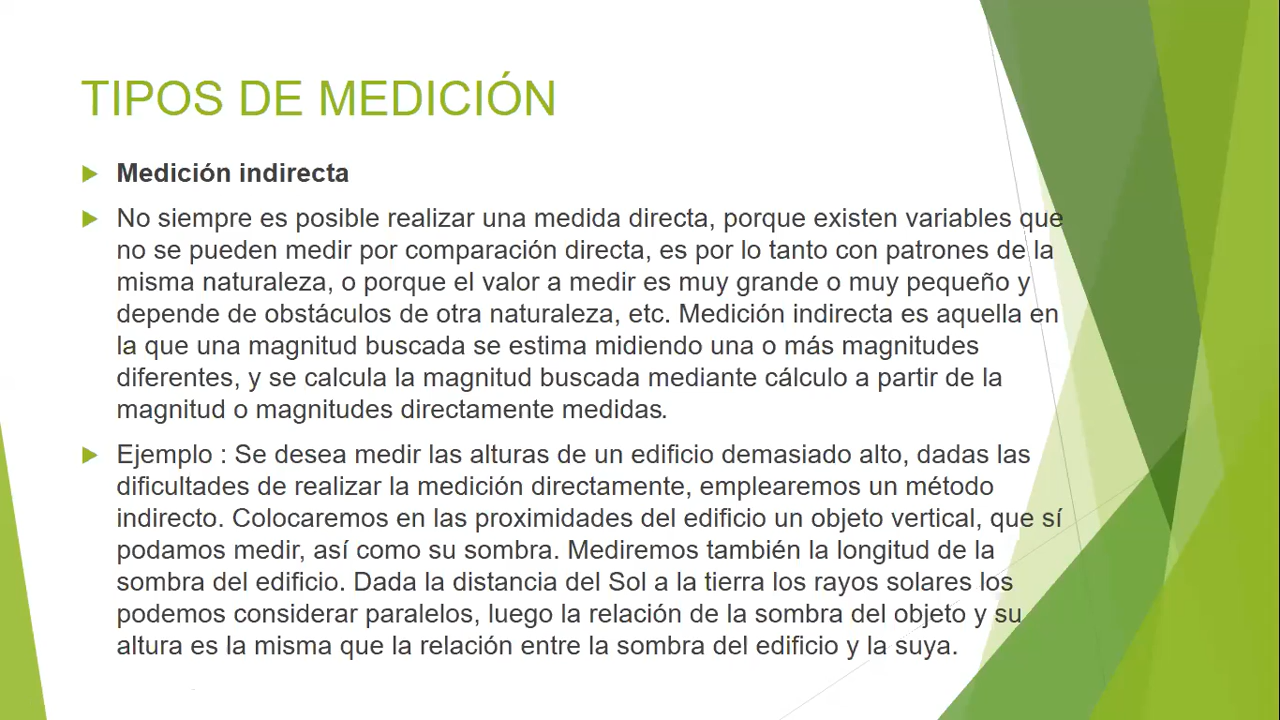 TIPOS DE MEDICIÓN
Medición indirecta
No siempre es posible realizar una medida directa, porque existen variables que
no se pueden medir por comparación directa, es por lo tanto con patrones de la
misma naturaleza, o porque el valor a medir es muy grande o muy pequeño y
depende de obstáculos de otra naturaleza, etc. Medición indirecta es aquella en
la que una magnitud buscada se estima midiendo una o más magnitudes
diferentes, y se calcula la magnitud buscada mediante cálculo a partir de la
magnitud o magnitudes directamente medidas.
Ejemplo : Se desea medir las alturas de un edificio demasiado alto, dadas las
dificultades de realizar la medición directamente, emplearemos un método
indirecto. Colocaremos en las proximidades del edificio un objeto vertical, que sí
podamos medir, así como su sombra. Mediremos también la longitud de la
sombra del edificio. Dada la distancia del Sol a la tierra los rayos solares los
podemos considerar paralelos, luego la relación de la sombra del objeto y su
altura es la misma que la relación entre la sombra del edificio y la suya.